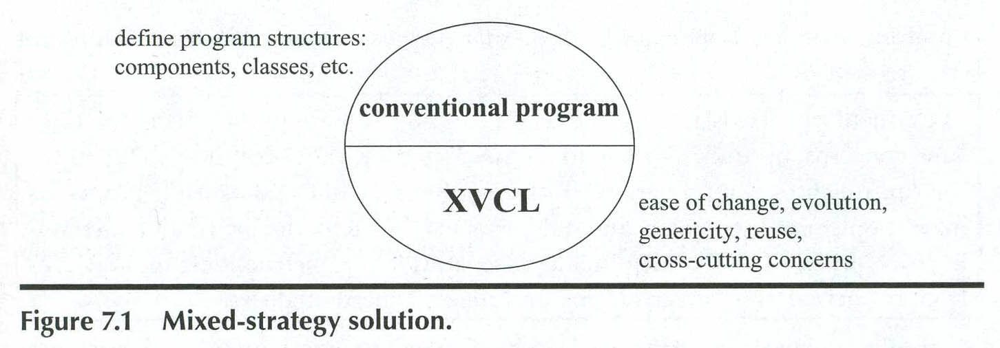 define program structures:
components, classes, etc.
conventional program
XVCL
ease of change, evolution,
genericity, reuse,
cross-cutting concerns
Figure 7.1 Mixed-strategy solution.